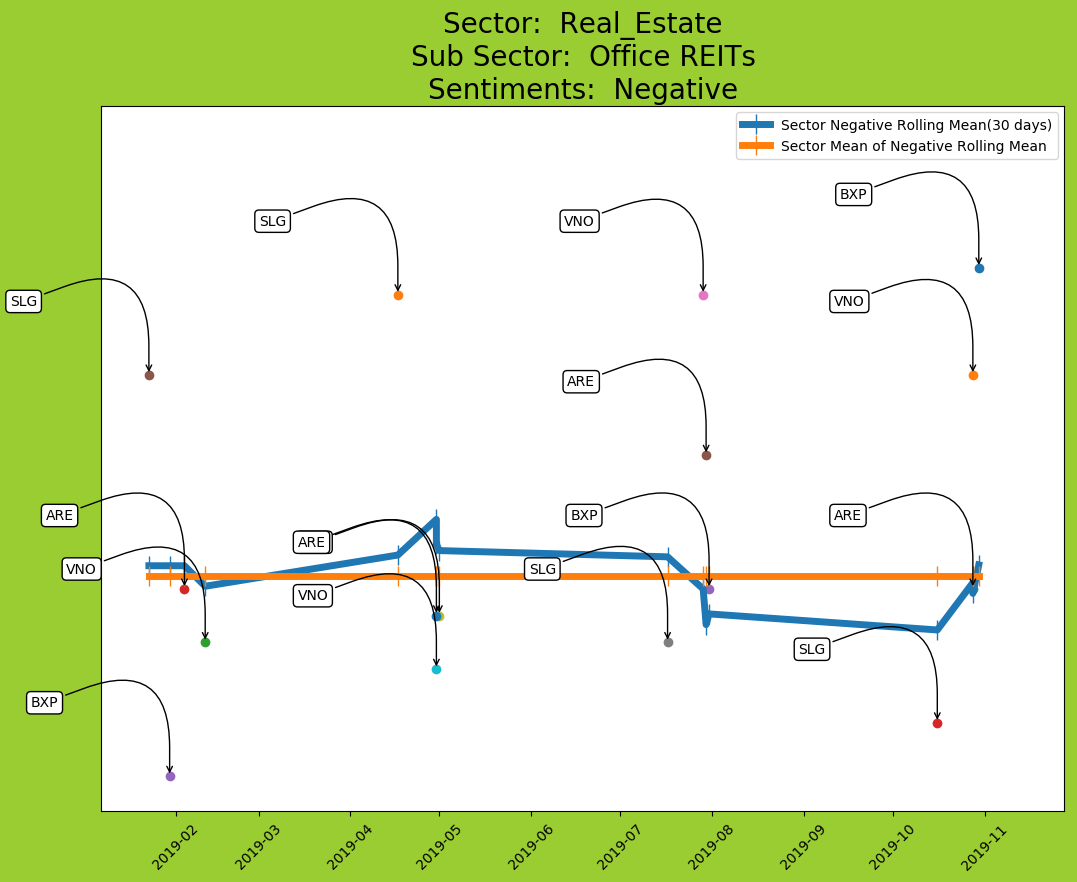 Sector:  Real_Estate
Sub Sector:  Office REITs
Sentiments:  Negative
Sector Negative Rolling Mean(30 days)
Sector Mean of Negative Rolling Mean
BXP
SLG
VNO
SLG
VNO
ARE
ARE
BXP
ARE
ARE
VNO
SLG
VNO
SLG
BXP
2019-02
2019-03
2019-04
2019-05
2019-06
2019-07
2019-08
2019-09
2019-10
2019-11